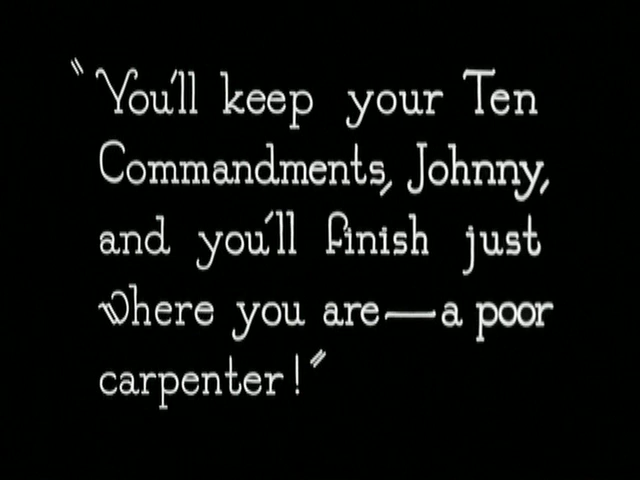 "You'll keep your Ten
Commandments, Johnny,
and you'll finish just
where you are—a poor
carpenter!"